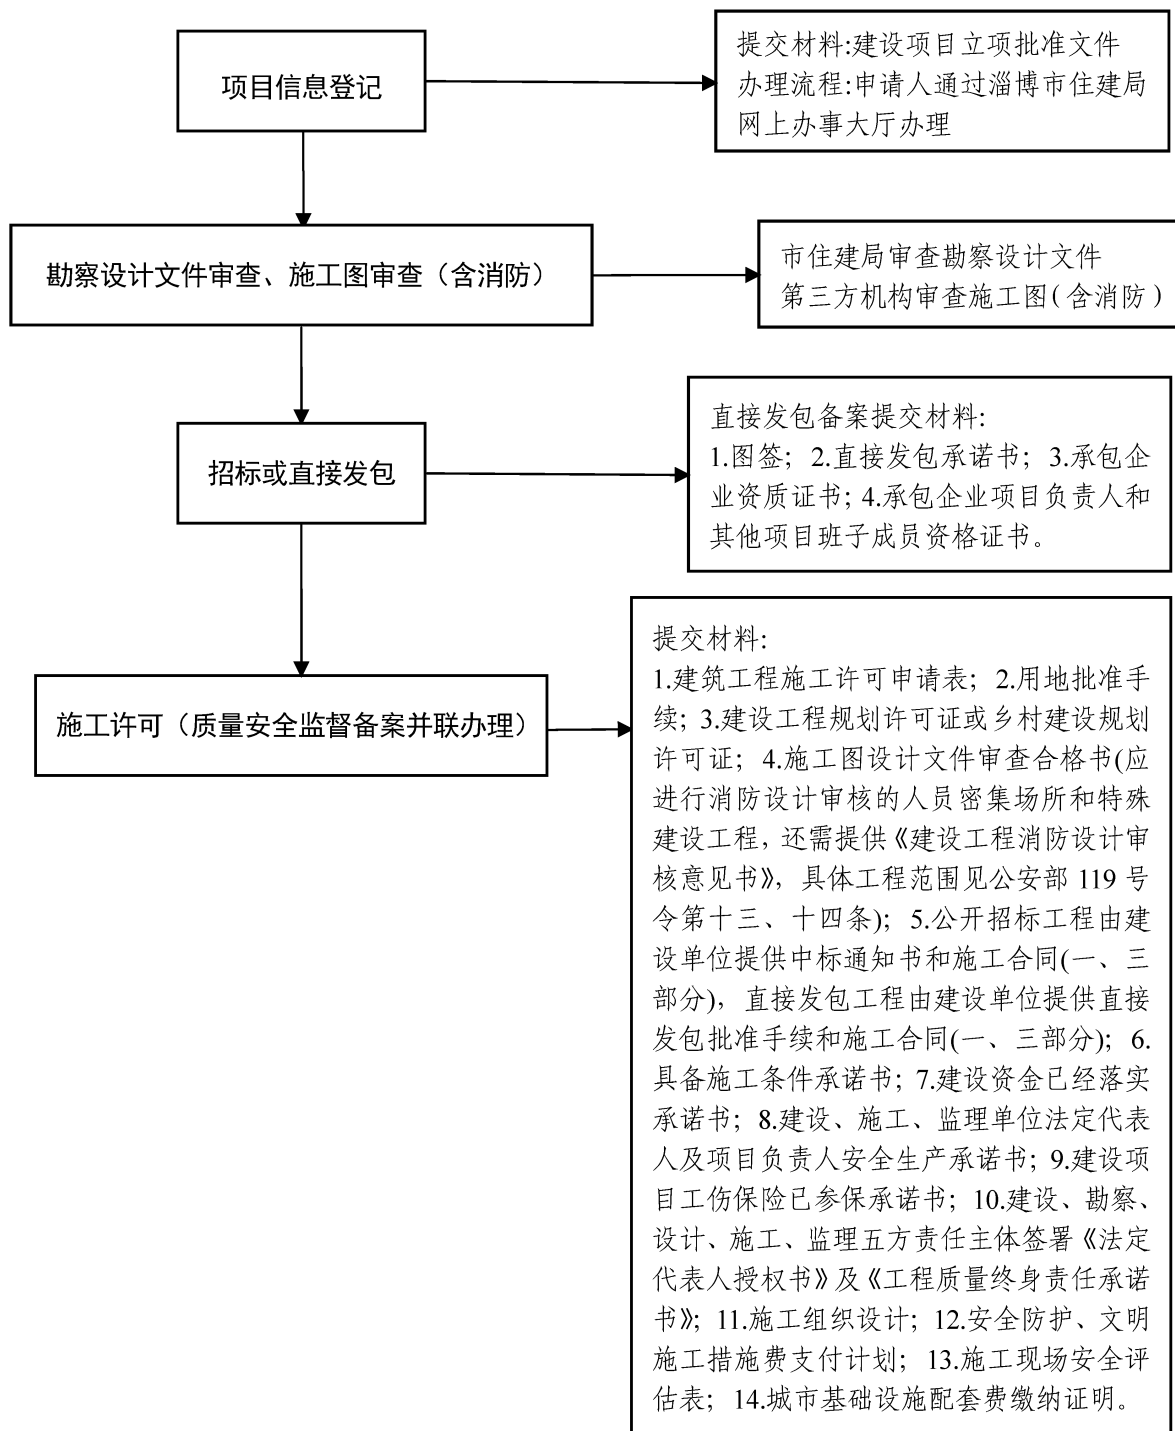 项目信息登记
提交材料:建设项目立项批准文件
办理流程:申请人通过淄博市住建局
网上办事大厅办理
勘察设计文件审查、施工图审查（含消防）
市住建局审查勘察设计文件
第三方机构审查施工图(含消防)
招标或直接发包
直接发包备案提交材料:
1.图签；2.直接发包承诺书；3.承包企
业资质证书；4.承包企业项目负责人和
其他项目班子成员资格证书。
施工许可（质量安全监督备案并联办理）
提交材料:
1.建筑工程施工许可申请表；2.用地批准手
续；3.建设工程规划许可证或乡村建设规划
许可证；4.施工图设计文件审查合格书(应
进行消防设计审核的人员密集场所和特殊
建设工程，还需提供《建设工程消防设计审
核意见书》，具体工程范围见公安部 119 号
令第十三、十四条)；5.公开招标工程由建
设单位提供中标通知书和施工合同(一、三
部分)，直接发包工程由建设单位提供直接
发包批准手续和施工合同(一、三部分)；6.
具备施工条件承诺书；7.建设资金已经落实
承诺书；8.建设、施工、监理单位法定代表
人及项目负责人安全生产承诺书；9.建设项
目工伤保险已参保承诺书；10.建设、勘察、
设计、施工、监理五方责任主体签署《法定
代表人授权书》及《工程质量终身责任承诺
书》；11.施工组织设计；12.安全防护、文明
施工措施费支付计划；13.施工现场安全评
估表；14.城市基础设施配套费缴纳证明。